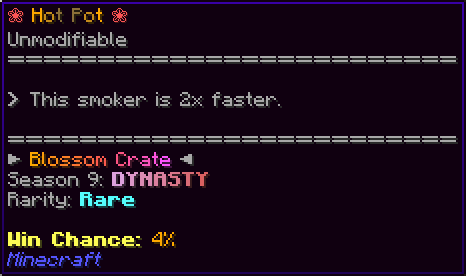 ❀ Hot Pot ❀
Unmodifiable
==============================
> This smoker is 2x faster.
==============================
► Blossom Crate ◄
Season 9: DYNASTY
Rarity: Rare
Win Chance: 4%
Minecraft